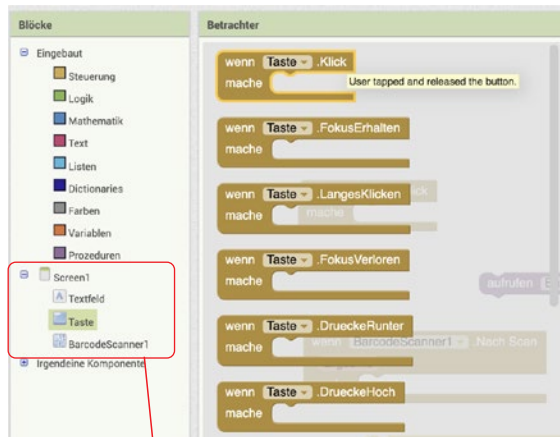 Blöcke
Eingebaut
Steuerung
Logik
Mathematik
Text
Listen
Dictionaries
Farben
Variablen
Prozeduren
Screen1
Textfeld
Taste
BarcodeScanner1
Irgendeine Komponente
Betrachter
wenn Taste .Klick
mache
User tapped and released the button.
wenn Taste .FokusErhalten
mache
wenn Taste .LangesKlicken
mache
wenn Taste .FokusVerloren
mache
wenn Taste .DrueckeRunter
mache
wenn Taste .DrueckeHoch
mache
mache
aufrufen
wenn BarcodeScanner1 .Nach Scan